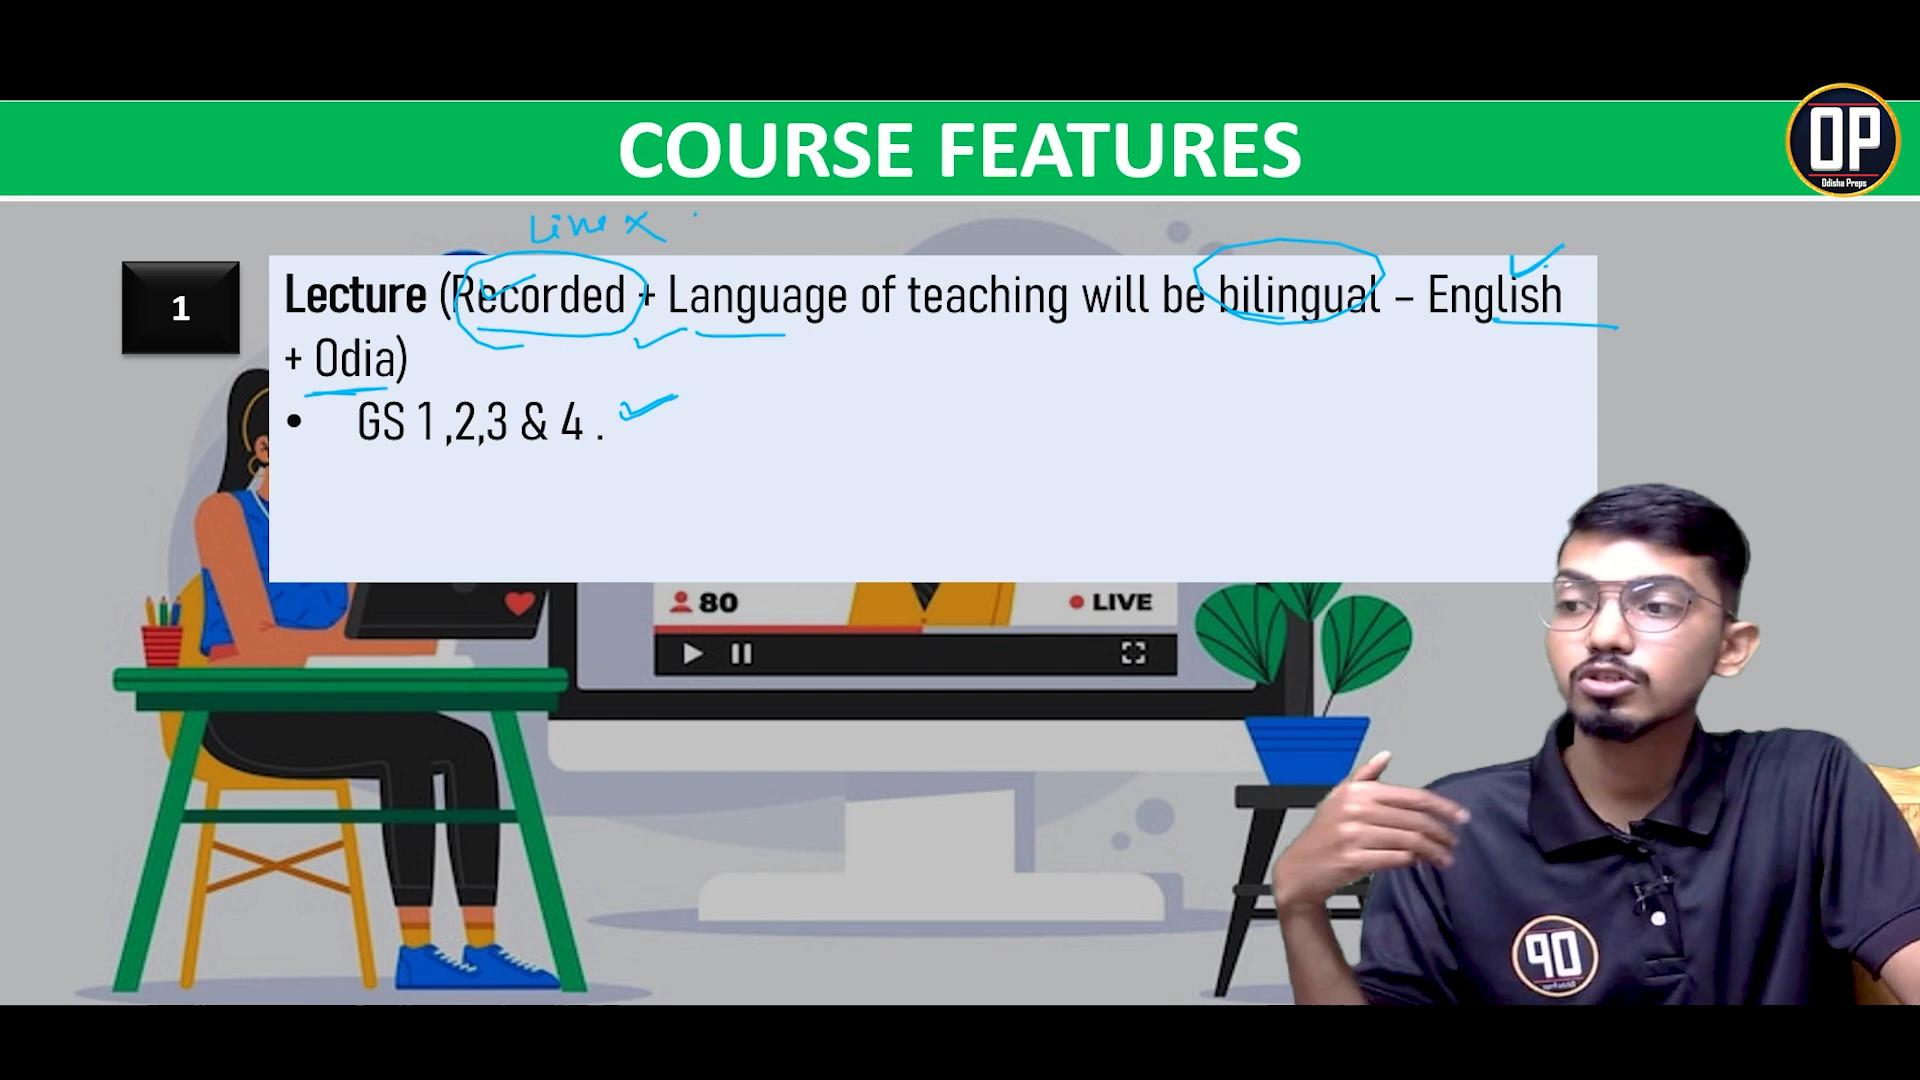 COURSE FEATURES
OP
Odisha Preps
Live x
1
Lecture (Recorded + Language of teaching will be bilingual – English
+ Odia)
• GS 1 ,2,3 & 4 .
80
LIVE